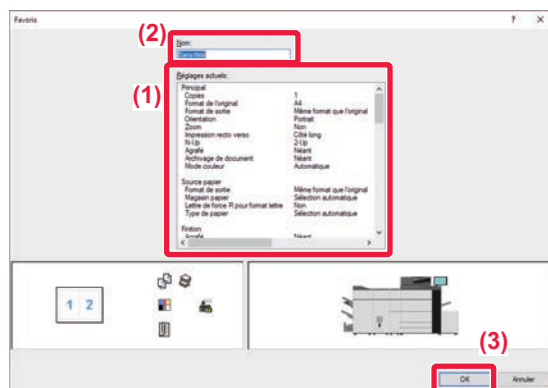 Favoris ? X
(2)
Nom:
Sans titre
(1)
Réglages actuels:
Principal
Copies 1
Format de l'original A4
Format de sortie Même format que l'original
Orientation Portrait
Zoom Non
Impression recto verso Côté long
N-Up 2-Up
Agrafé Néant
Archivage de document Néant
Mode couleur Automatique
Source papier
Format de sortie Même format que l'original
Magasin papier Sélection automatique
Lettre de force R pour format lettre Non
Type de papier Sélection automatique
Finition
Agrafé Néant
1 2
(3)
OK Annuler